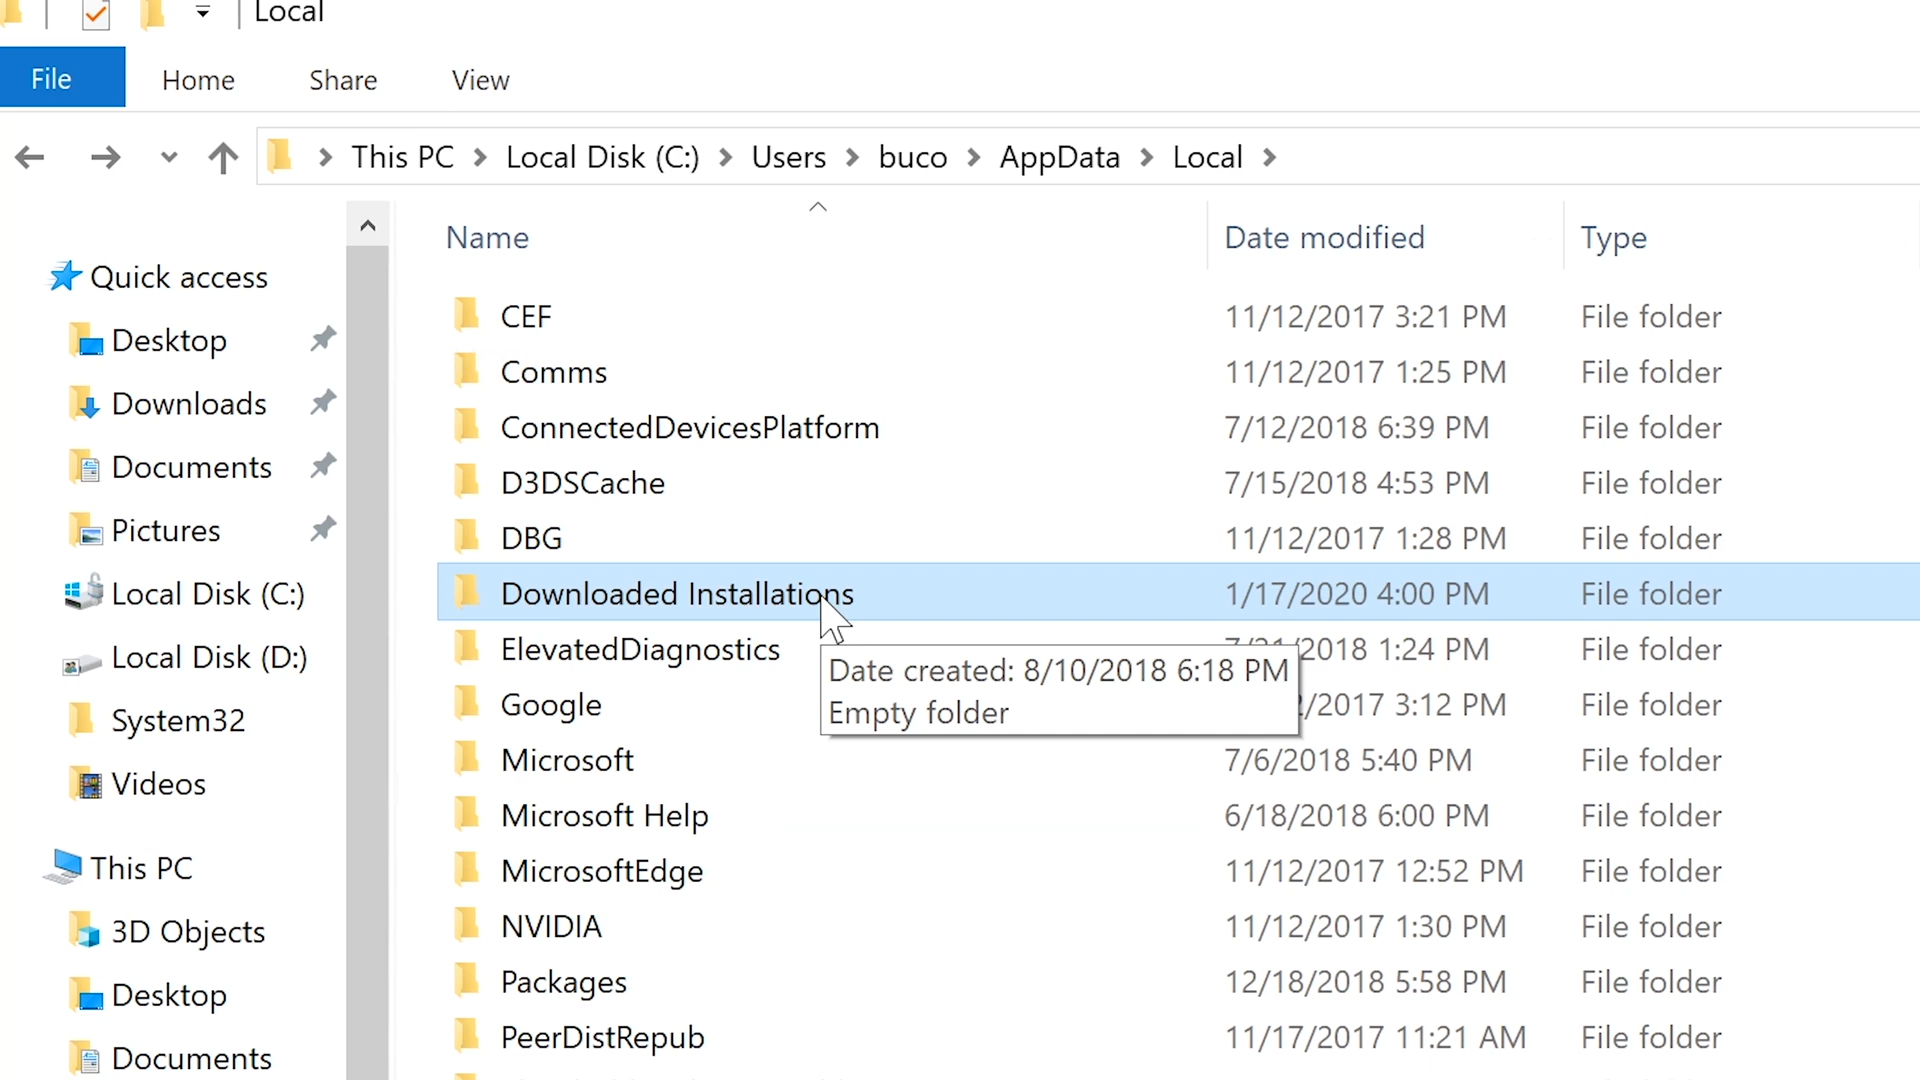 Local
File Home Share View
This PC Local Disk (C:) Users buco AppData Local
Name Date modified Type
Quick access
Desktop
Downloads
Documents
Pictures
Local Disk (C:)
Local Disk (D:)
System32
Videos
This PC
3D Objects
Desktop
Documents
CEF 11/12/2017 3:21 PM File folder
Comms 11/12/2017 1:25 PM File folder
ConnectedDevicesPlatform 7/12/2018 6:39 PM File folder
D3DSCache 7/15/2018 4:53 PM File folder
DBG 11/12/2017 1:28 PM File folder
Downloaded Installations 1/17/2020 4:00 PM File folder
ElevatedDiagnostics 1:24 PM File folder
Date created: 8/10/2018 6:18 PM
Empty folder
Google 3:12 PM File folder
Microsoft 7/6/2018 5:40 PM File folder
Microsoft Help 6/18/2018 6:00 PM File folder
MicrosoftEdge 11/12/2017 12:52 PM File folder
NVIDIA 11/12/2017 1:30 PM File folder
Packages 12/18/2018 5:58 PM File folder
PeerDistRepub 11/17/2017 11:21 AM File folder